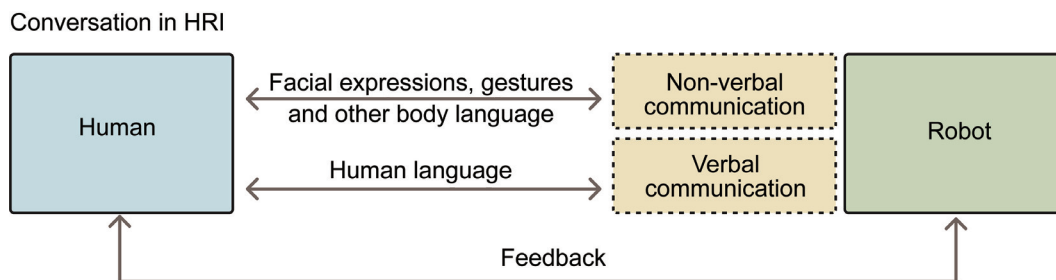 Conversation in HRI
Human
Facial expressions, gestures
and other body language
Human language
Non-verbal
communication
Verbal
communication
Robot
Feedback